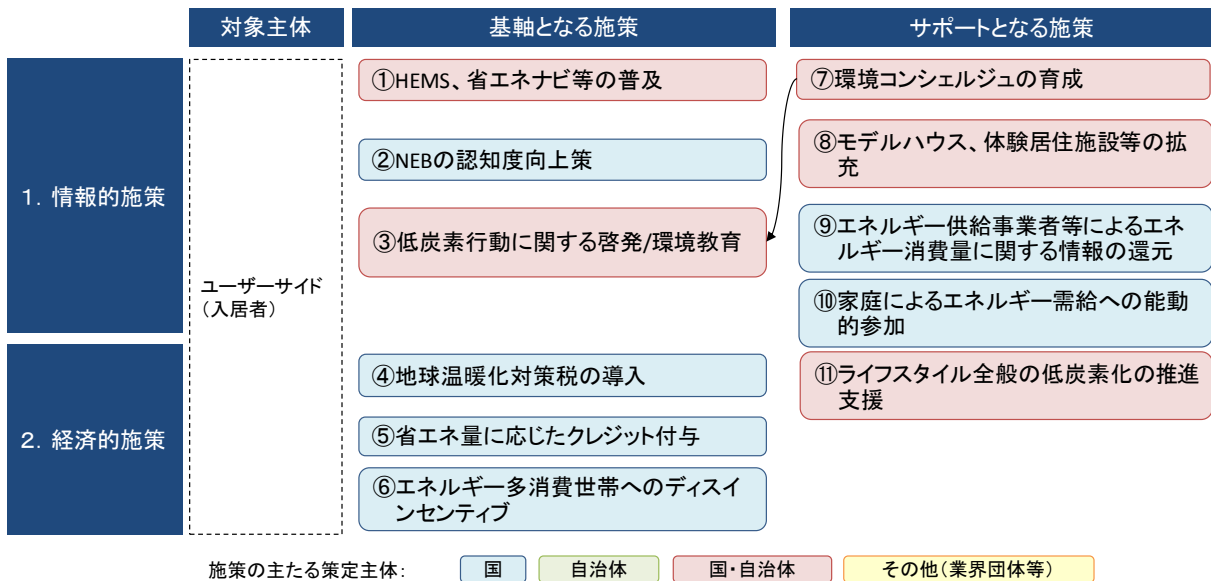 対象主体
基軸となる施策
サポートとなる施策
1．情報的施策
2．経済的施策
ユーザーサイド
（入居者）
①HEMS、省エネナビ等の普及
②NEBの認知度向上策
③低炭素行動に関する啓発/環境教育
④地球温暖化対策税の導入
⑤省エネ量に応じたクレジット付与
⑥エネルギー多消費世帯へのディスイ
ンセンティブ
⑦環境コンシェルジュの育成
⑧モデルハウス、体験居住施設等の拡
充
⑨エネルギー供給事業者等によるエネ
ルギー消費量に関する情報の還元
⑩家庭によるエネルギー需給への能動
的参加
⑪ライフスタイル全般の低炭素化の推進
支援
施策の主たる策定主体：
国
自治体
国・自治体
その他（業界団体等）